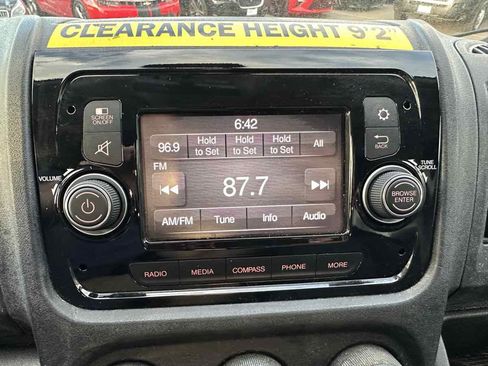 CLEARANCE HEIGHT 9'2"
SCREEN
ON/OFF
6:42
96.9 Hold to Set Hold to Set Hold to Set All
BACK
FM
VOLUME
87.7
TUNE
SCROLL
BROWSE
ENTER
AM/FM Tune Info Audio
RADIO MEDIA COMPASS PHONE MORE